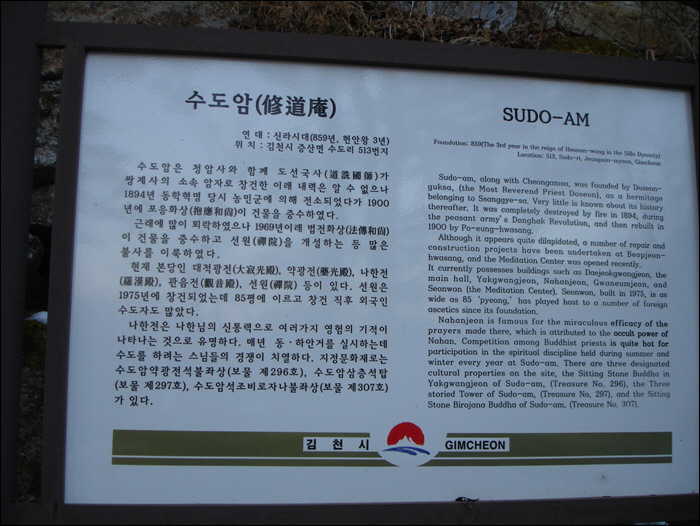 수도암(修道庵)
연 대 : 신라시대(859년, 헌안왕 3년)
위 치 : 김천시 증산면 수도리 513번지
수도암은 청암사와 함께 도선국사(道詵國師)가
쌍계사의 소속 암자로 창건한 이래 내력은 알 수 없으나
1894년 동학혁명 당시 농민군에 의해 전소되었다가 1900
년에 포응화상(抱應和尙)이 건물을 중수하였다.
근래에 많이 퇴락하였으나 1969년이래 법전화상(法傳和尙)
이 건물을 중수하고 선원(禪院)을 개설하는 등 많은
불사를 이룩하였다.
현재 본당인 대적광전(大寂光殿), 약광전(藥光殿), 나한전
(羅漢殿), 관음전(觀音殿), 선원(禪院) 등이 있다. 선원은
1975년에 창건되었는데 85평에 이르고 창건 직후 외국인
수도자도 많았다.
나한전은 나한님의 신통력으로 여러가지 영험의 기적이
나타나는 것으로 유명하다. 매년 동·하안거를 실시하는데
수도를 하려는 스님들의 경쟁이 치열하다. 지정문화재로는
수도암약광전석불좌상(보물 제296호), 수도암삼층석탑
(보물 제297호), 수도암석조비로자나불좌상(보물 제307호)
가 있다.
SUDO-AM
Foundation: 859(The 3rd year in the reign of Heonon-wang in the Silla Dynasty)
Location: 513, Sudo-ri, Jeungsan-myeon, Gimcheon
Sudo-am, along with Cheongamsa, was founded by Doseon-
guksa, (the Most Reverend Priest Doseon), as a hermitage
belonging to Ssanggye-sa. Very little is known about its history
thereafter. It was completely destroyed by fire in 1894, during
the peasant army's Donghak Revolution, and then rebuilt in
1900 by Po-eung-hwasang.
Although it appears quite dilapidated, a number of repair and
construction projects have been undertaken at Beopjeon-
hwasang, and the Meditation Center was opened recently.
It currently possesses buildings such as Daejeokgwangjeon, the
main hall, Yakgwangjeon, Nahanjeon, Gwaneumjeon, and
Seonwon (the Meditation Center). Seonwon, built in 1975, is as
wide as 85 'pyeong,' has played host to a number of foreign
ascetics since its foundation.
Nahanjeon is famous for the miraculous efficacy of the
prayers made there, which is attributed to the occult power of
Nahan. Competition among Buddhist priests is quite hot for
participation in the spiritual discipline held during summer and
winter every year at Sudo-am. There are three designated
cultural properties on the site, the Sitting Stone Buddha in
Yakgwangjeon of Sudo-am, (Treasure No. 296), the Three
storied Tower of Sudo-am, (Treasure No. 297), and the Sitting
Stone Birojana Buddha of Sudo-am, (Treasure No. 307).
김 천 시 GIMCHEON